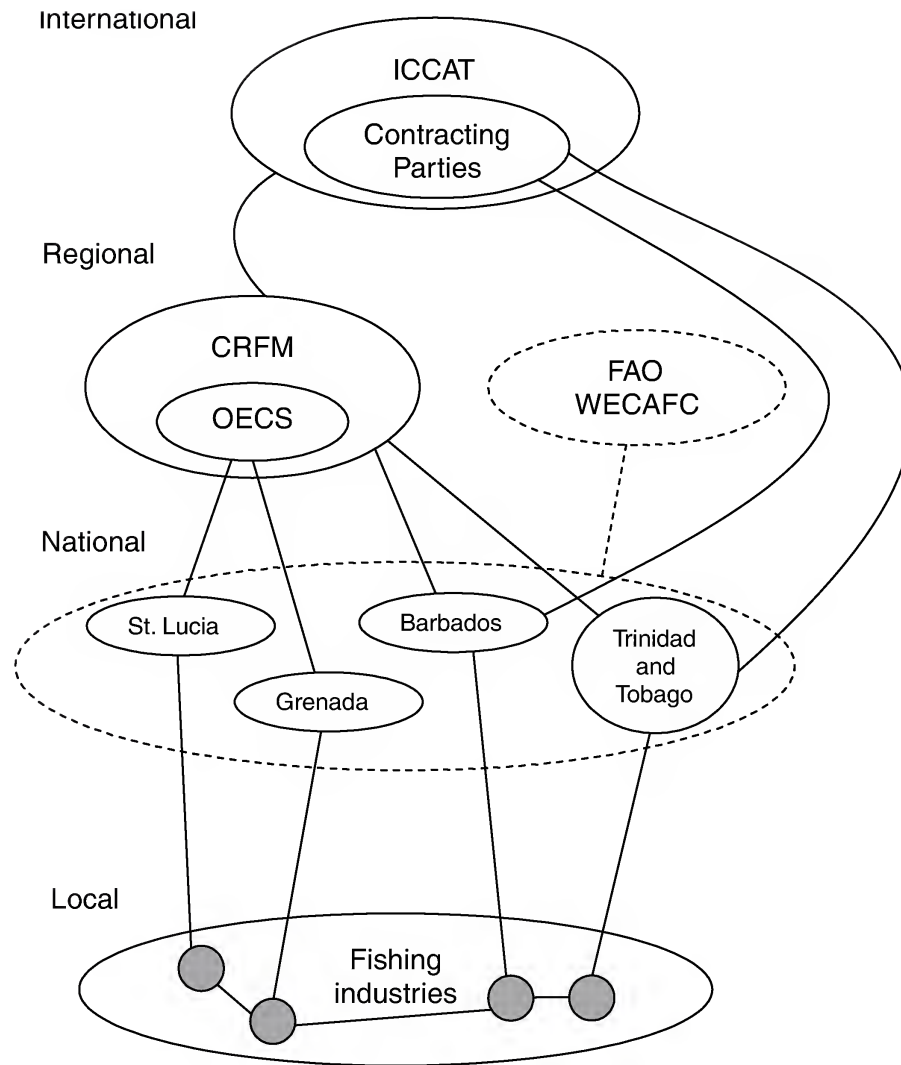 International
ICCAT
Contracting
Parties
Regional
CRFM
OECS
FAO
WECAFC
National
St. Lucia
Barbados
Grenada
Trinidad
and
Tobago
Local
Fishing
industries